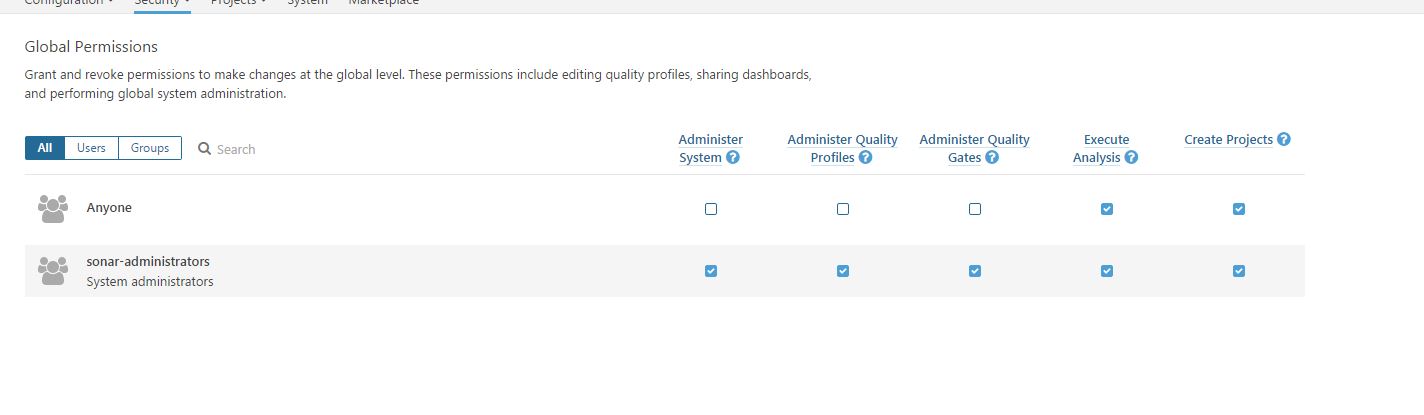 Configuration Security Projects System Marketplace
Global Permissions
Grant and revoke permissions to make changes at the global level. These permissions include editing quality profiles, sharing dashboards,
and performing global system administration.
All Users Groups Search
Administer System ?
Administer Quality Profiles ?
Administer Quality Gates ?
Execute Analysis ?
Create Projects ?
Anyone
sonar-administrators
System administrators